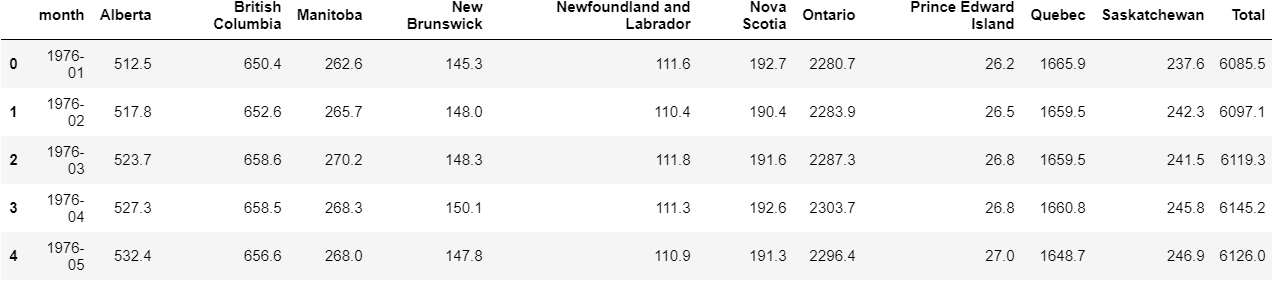 month Alberta British Columbia Manitoba New Brunswick Newfoundland and Labrador Nova Scotia Ontario Prince Edward Island Quebec Saskatchewan Total
0 1976-01 512.5 650.4 262.6 145.3 111.6 192.7 2280.7 26.2 1665.9 237.6 6085.5
1 1976-02 517.8 652.6 265.7 148.0 110.4 190.4 2283.9 26.5 1659.5 242.3 6097.1
2 1976-03 523.7 658.6 270.2 148.3 111.8 191.6 2287.3 26.8 1659.5 241.5 6119.3
3 1976-04 527.3 658.5 268.3 150.1 111.3 192.6 2303.7 26.8 1660.8 245.8 6145.2
4 1976-05 532.4 656.6 268.0 147.8 110.9 191.3 2296.4 27.0 1648.7 246.9 6126.0